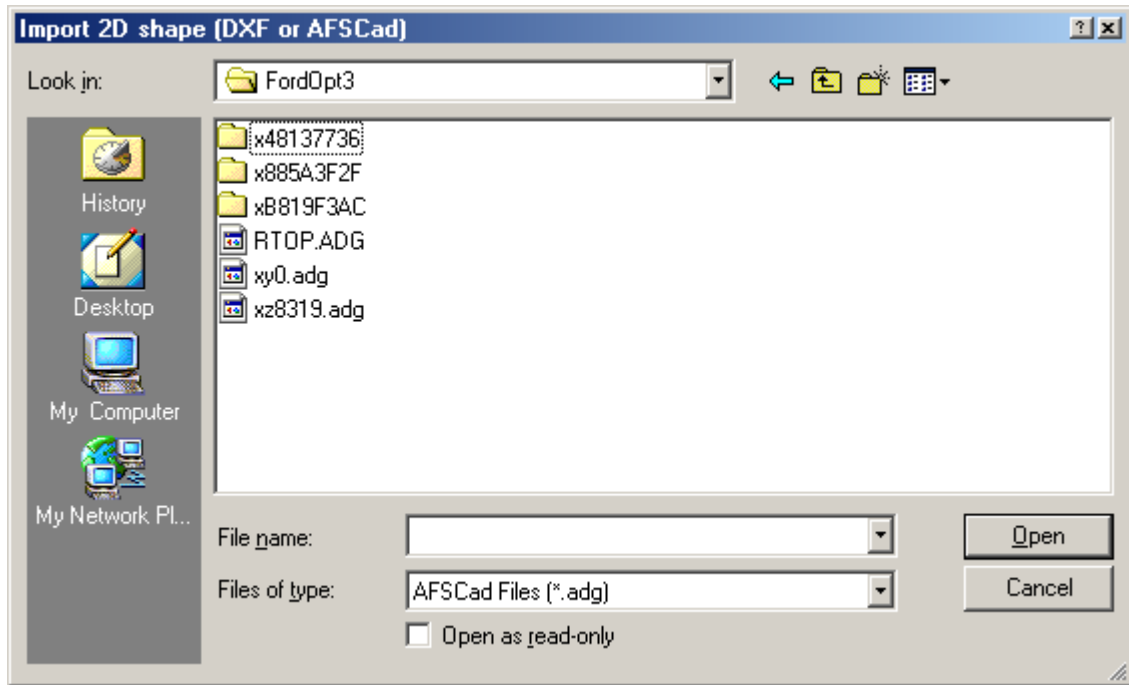 Import 2D shape (DXF or AFSCad)
Look in: FordOpt3
x48137736
x885A3F2F
xB819F3AC
RTOP.ADG
xy0.adg
xz8319.adg
History
Desktop
My Computer
My Network Pl...
File name: Open
Files of type: AFSCad Files (*.adg) Cancel
Open as read-only